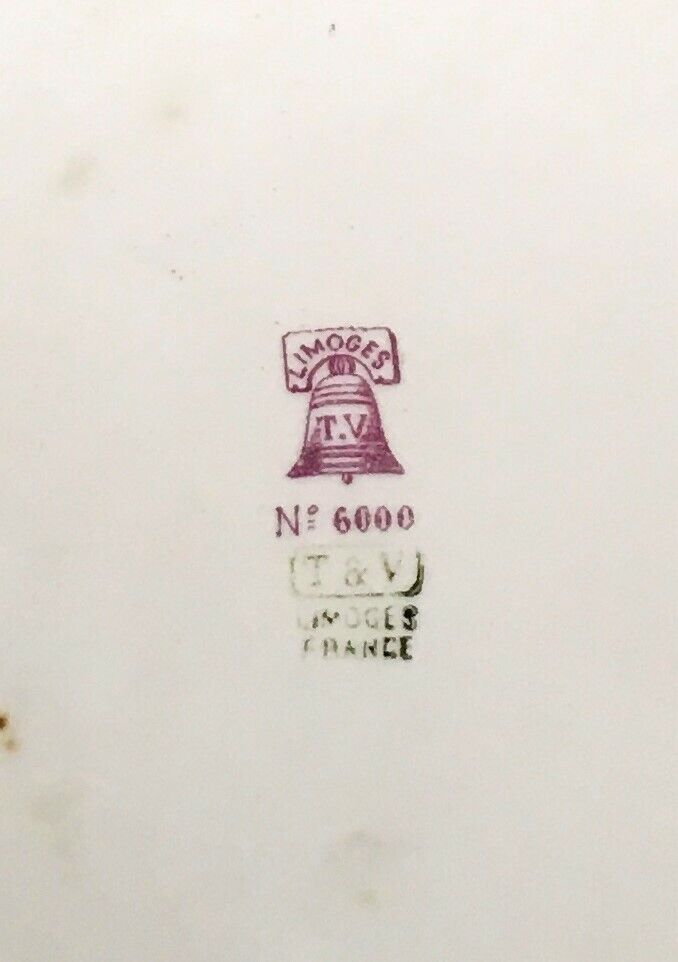 LIMOGES
T.V
Nº 6000
T & V
LIMOGES
FRANCE